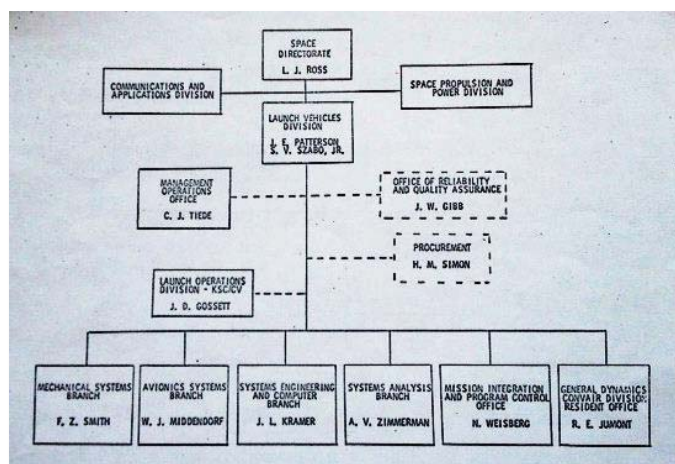 SPACE
DIRECTORATE
L. J. ROSS
COMMUNICATIONS AND
APPLICATIONS DIVISION
SPACE PROPULSION AND
POWER DIVISION
LAUNCH VEHICLES
DIVISION
J. E. PATTERSON
S. V. SZABO, JR.
MANAGEMENT
OPERATIONS
OFFICE
C. J. TIEDE
OFFICE OF RELIABILITY
AND QUALITY ASSURANCE
J. W. GIBB
PROCUREMENT
H. M. SIMON
LAUNCH OPERATIONS
DIVISION - KSC/CV
J. D. GOSSETT
MECHANICAL SYSTEMS
BRANCH
F. Z. SMITH
AVIONICS SYSTEMS
BRANCH
W. J. MIDDENDORF
SYSTEMS ENGINEERING
AND COMPUTER
BRANCH
J. L. KRAMER
SYSTEMS ANALYSIS
BRANCH
A. V. ZIMMERMAN
MISSION INTEGRATION
AND PROGRAM CONTROL
OFFICE
N. WEISBERG
GENERAL DYNAMICS
CONVAIR DIVISION
RESIDENT OFFICE
R. E. JUMONT